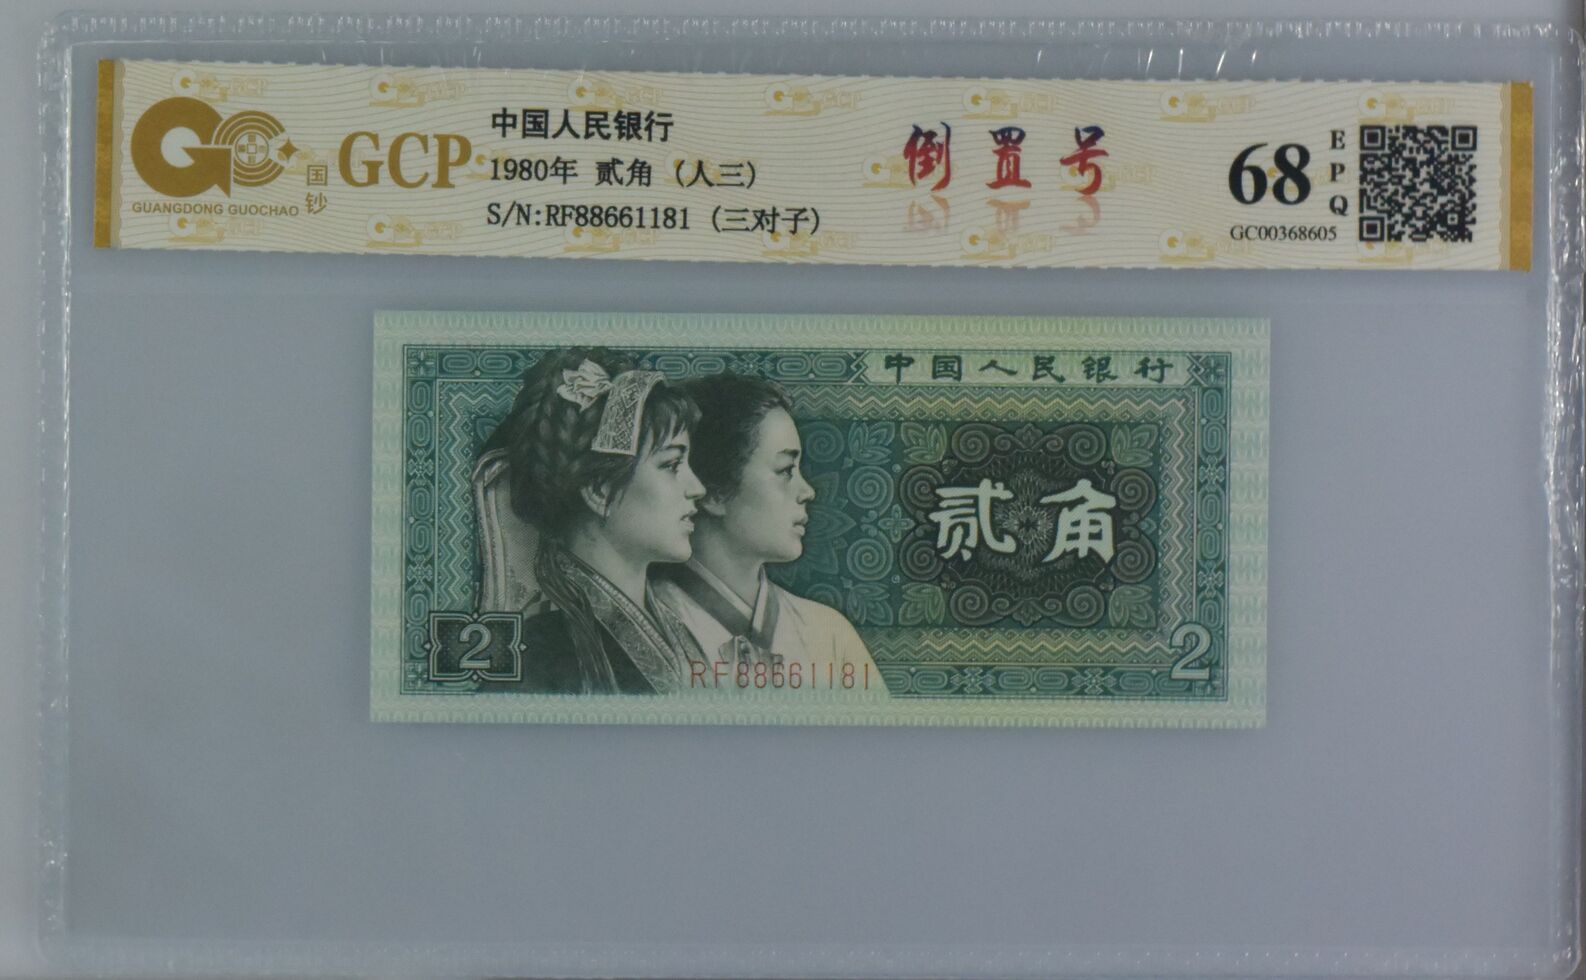 GC
GUANGDONG GUOCHAO
国钞
GCP
中国人民银行
1980年 贰角 (人三)
S/N:RF88661181 (三对子)
倒置号
68
EPQ
GC00368605
中国人民银行
贰角
2
RF88661181
2